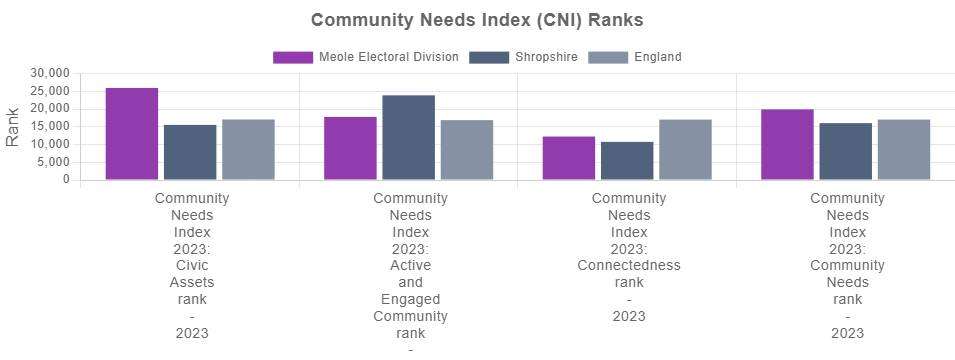 Community Needs Index (CNI) Ranks
Meole Electoral Division Shropshire England
Rank
30,000
25,000
20,000
15,000
10,000
5,000
0
Community
Needs
Index
2023:
Civic
Assets
rank
-
2023
Community
Needs
Index
2023:
Active
and
Engaged
Community
rank
-
Community
Needs
Index
2023:
Connectedness
rank
-
2023
Community
Needs
Index
2023:
Community
Needs
rank
-
2023